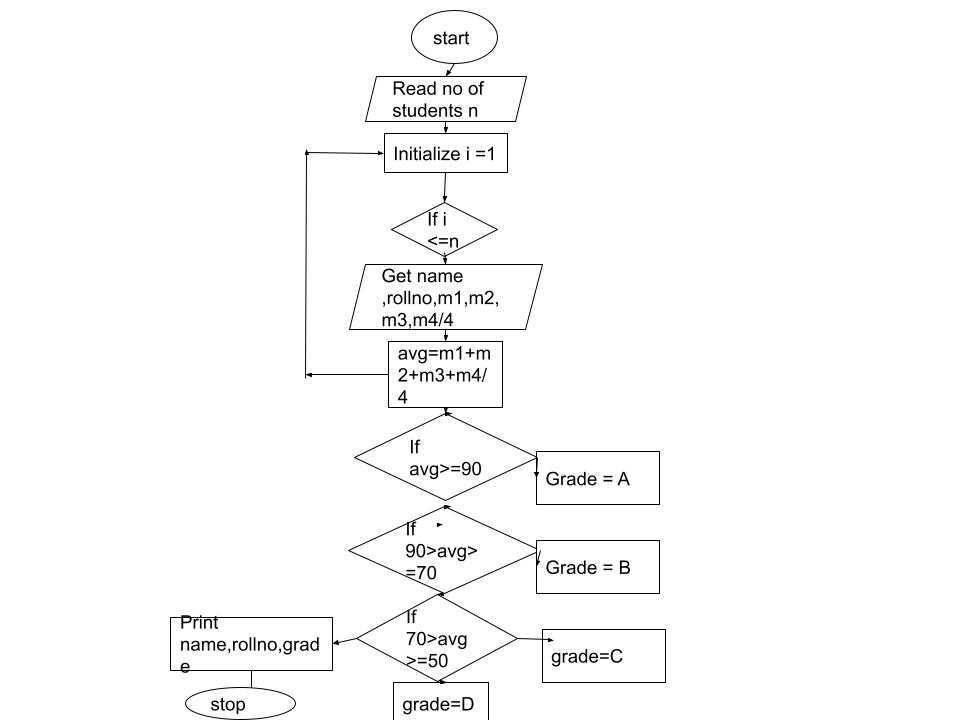 start
Read no of
students n
Initialize i =1
If i
<=n
Get name
,rollno,m1,m2,
m3,m4/4
avg=m1+m
2+m3+m4/
4
If
avg>=90
Grade = A
If
90>avg>
=70
Grade = B
If
70>avg
>=50
Print
name,rollno,grad
e
grade=C
stop
grade=D